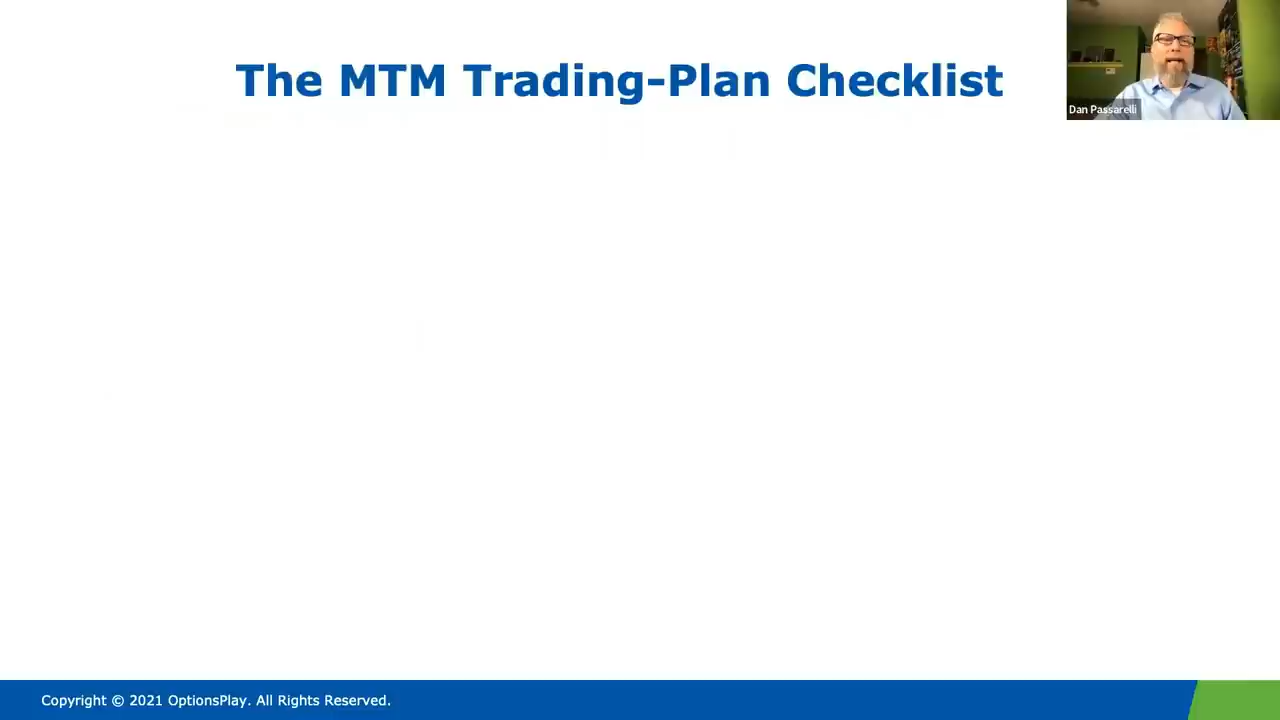 The MTM Trading-Plan Checklist
Dan Passarelli
Copyright © 2021 OptionsPlay. All Rights Reserved.